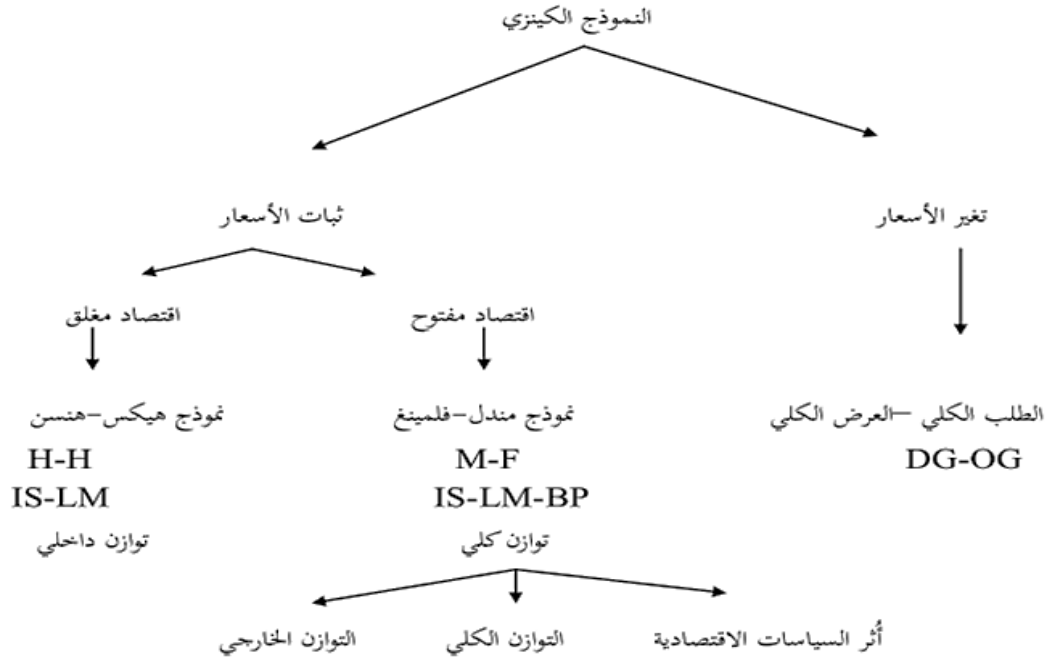 النموذج الكينزي
تغير الأسعار
ثبات الأسعار
اقتصاد مفتوح
اقتصاد مغلق
الطلب الكلي –العرض الكلي
نموذج مندل-فلمينغ
نموذج هيكس-هنسن
DG-OG
M-F
H-H
IS-LM-BP
IS-LM
توازن كلي
توازن داخلي
أُثر السياسات الاقتصادية
التوازن الكلي
التوازن الخارجي